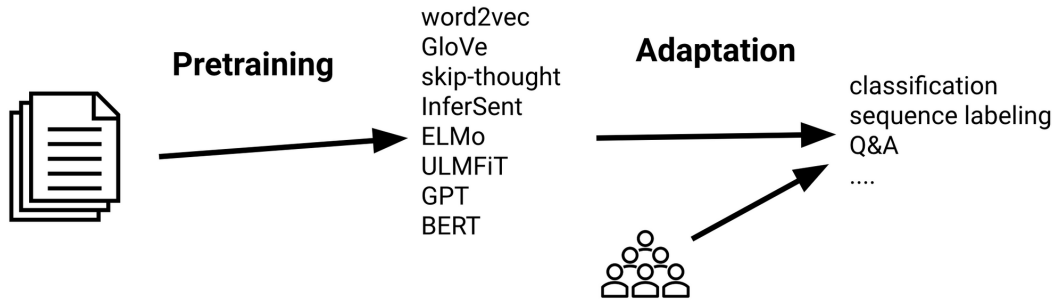 Pretraining
word2vec
GloVe
skip-thought
InferSent
ELMo
ULMFiT
GPT
BERT
Adaptation
classification
sequence labeling
Q&A
....